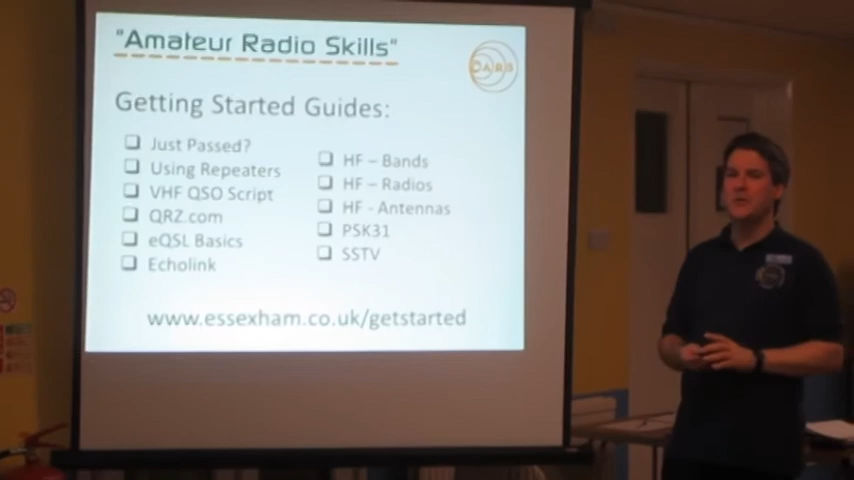 "Amateur Radio Skills"
CARS
Getting Started Guides:
Just Passed?
Using Repeaters
VHF QSO Script
QRZ.com
eQSL Basics
Echolink
HF – Bands
HF – Radios
HF - Antennas
PSK31
SSTV
www.essexham.co.uk/getstarted